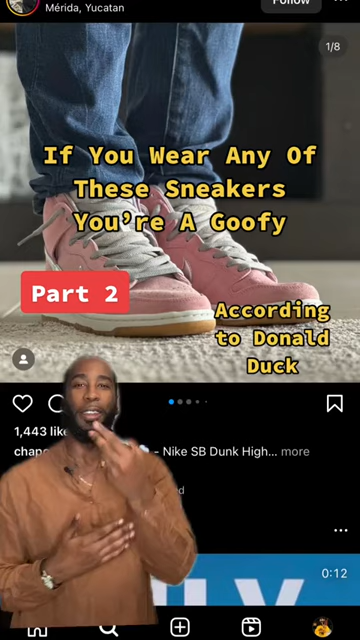 Mérida, Yucatan
Follow
1/8
If You Wear Any Of
These Sneakers
You're A Goofy
Part 2
According
to Donald
Duck
1,443 like
- Nike SB Dunk High... more
0:12